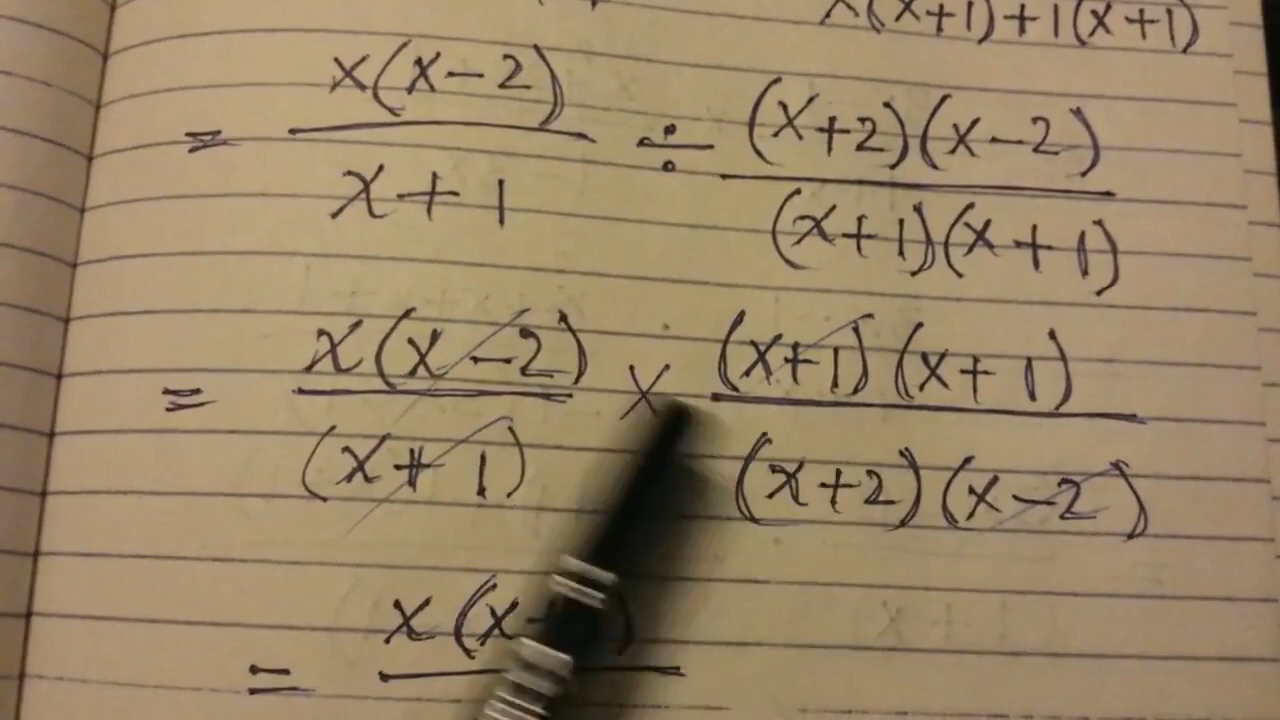 x(x+1)+1(x+1)
= x(x-2) / x+1 ÷ (x+2)(x-2) / (x+1)(x+1)
= x(x-2) / (x+1) × (x+1)(x+1) / (x+2)(x-2)
= x(x